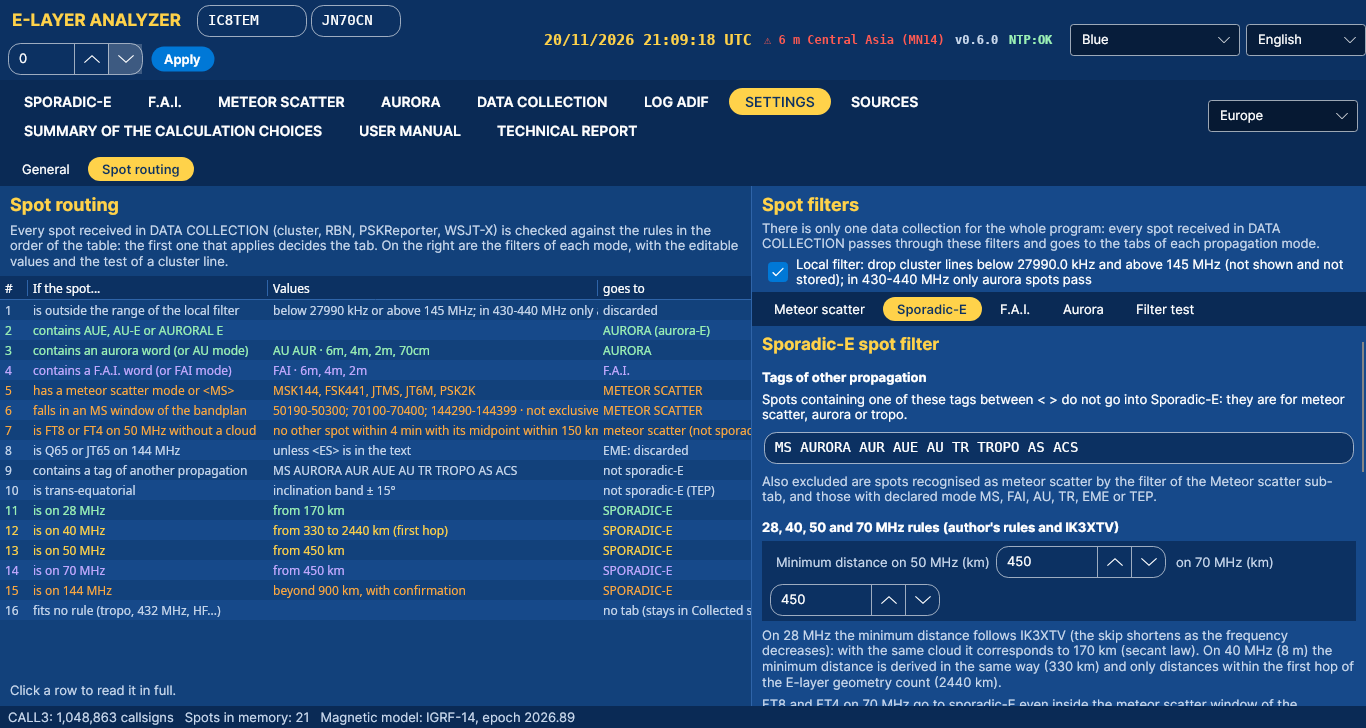 E-LAYER ANALYZER IC8TEM JN70CN
0 Apply
20/11/2026 21:09:18 UTC ⚠ 6 m Central Asia (MN14) v0.6.0 NTP:OK Blue English
SPORADIC-E F.A.I. METEOR SCATTER AURORA DATA COLLECTION LOG ADIF SETTINGS SOURCES
SUMMARY OF THE CALCULATION CHOICES USER MANUAL TECHNICAL REPORT
Europe
General Spot routing
Spot routing
Every spot received in DATA COLLECTION (cluster, RBN, PSKReporter, WSJT-X) is checked against the rules in the
order of the table: the first one that applies decides the tab. On the right are the filters of each mode, with the editable
values and the test of a cluster line.
# If the spot... Values goes to
1 is outside the range of the local filter below 27990 kHz or above 145 MHz; in 430-440 MHz only discarded
2 contains AUE, AU-E or AURORAL E AURORA (aurora-E)
3 contains an aurora word (or AU mode) AU AUR · 6m, 4m, 2m, 70cm AURORA
4 contains a F.A.I. word (or FAI mode) FAI · 6m, 4m, 2m F.A.I.
5 has a meteor scatter mode or <MS> MSK144, FSK441, JTMS, JT6M, PSK2K METEOR SCATTER
6 falls in an MS window of the bandplan 50190-50300; 70100-70400; 144290-144399 · not exclusive METEOR SCATTER
7 is FT8 or FT4 on 50 MHz without a cloud no other spot within 4 min with its midpoint within 150 km meteor scatter (not sporad
8 is Q65 or JT65 on 144 MHz unless <ES> is in the text EME: discarded
9 contains a tag of another propagation MS AURORA AUR AUE AU TR TROPO AS ACS not sporadic-E
10 is trans-equatorial inclination band ± 15° not sporadic-E (TEP)
11 is on 28 MHz from 170 km SPORADIC-E
12 is on 40 MHz from 330 to 2440 km (first hop) SPORADIC-E
13 is on 50 MHz from 450 km SPORADIC-E
14 is on 70 MHz from 450 km SPORADIC-E
15 is on 144 MHz beyond 900 km, with confirmation SPORADIC-E
16 fits no rule (tropo, 432 MHz, HF...) no tab (stays in Collected s
Click a row to read it in full.
Spot filters
There is only one data collection for the whole program: every spot received in DATA
COLLECTION passes through these filters and goes to the tabs of each propagation mode.
Local filter: drop cluster lines below 27990.0 kHz and above 145 MHz (not shown and not
stored); in 430-440 MHz only aurora spots pass
Meteor scatter Sporadic-E F.A.I. Aurora Filter test
Sporadic-E spot filter
Tags of other propagation
Spots containing one of these tags between < > do not go into Sporadic-E: they are for meteor
scatter, aurora or tropo.
MS AURORA AUR AUE AU TR TROPO AS ACS
Also excluded are spots recognised as meteor scatter by the filter of the Meteor scatter sub-
tab, and those with declared mode MS, FAI, AU, TR, EME or TEP.
28, 40, 50 and 70 MHz rules (author's rules and IK3XTV)
Minimum distance on 50 MHz (km) 450 on 70 MHz (km)
450
On 28 MHz the minimum distance follows IK3XTV (the skip shortens as the frequency
decreases): with the same cloud it corresponds to 170 km (secant law). On 40 MHz (8 m) the
minimum distance is derived in the same way (330 km) and only distances within the first hop of
the E-layer geometry count (2440 km).
FT8 and FT4 on 70 MHz go to sporadic-E even inside the meteor scatter window of the
CALL3: 1,048,863 callsigns Spots in memory: 21 Magnetic model: IGRF-14, epoch 2026.89